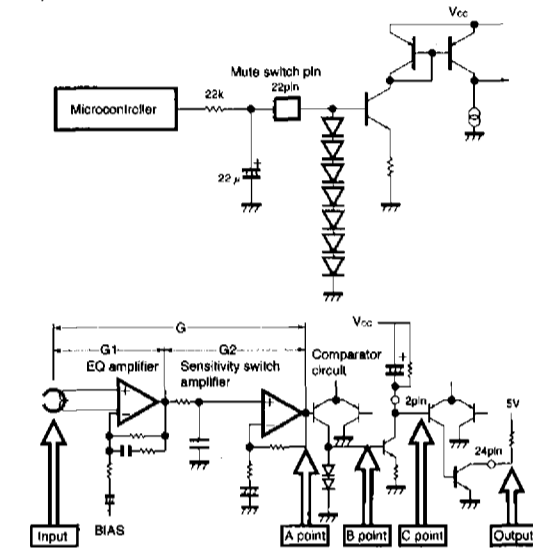 Vcc
Mute switch pin
22pin
22k
Microcontroller
22 μ
G
Vcc
G1
G2
EQ amplifier
Sensitivity switch
amplifier
Comparator
circuit
2pin
5V
24pin
BIAS
Input
A point
B point
C point
Output